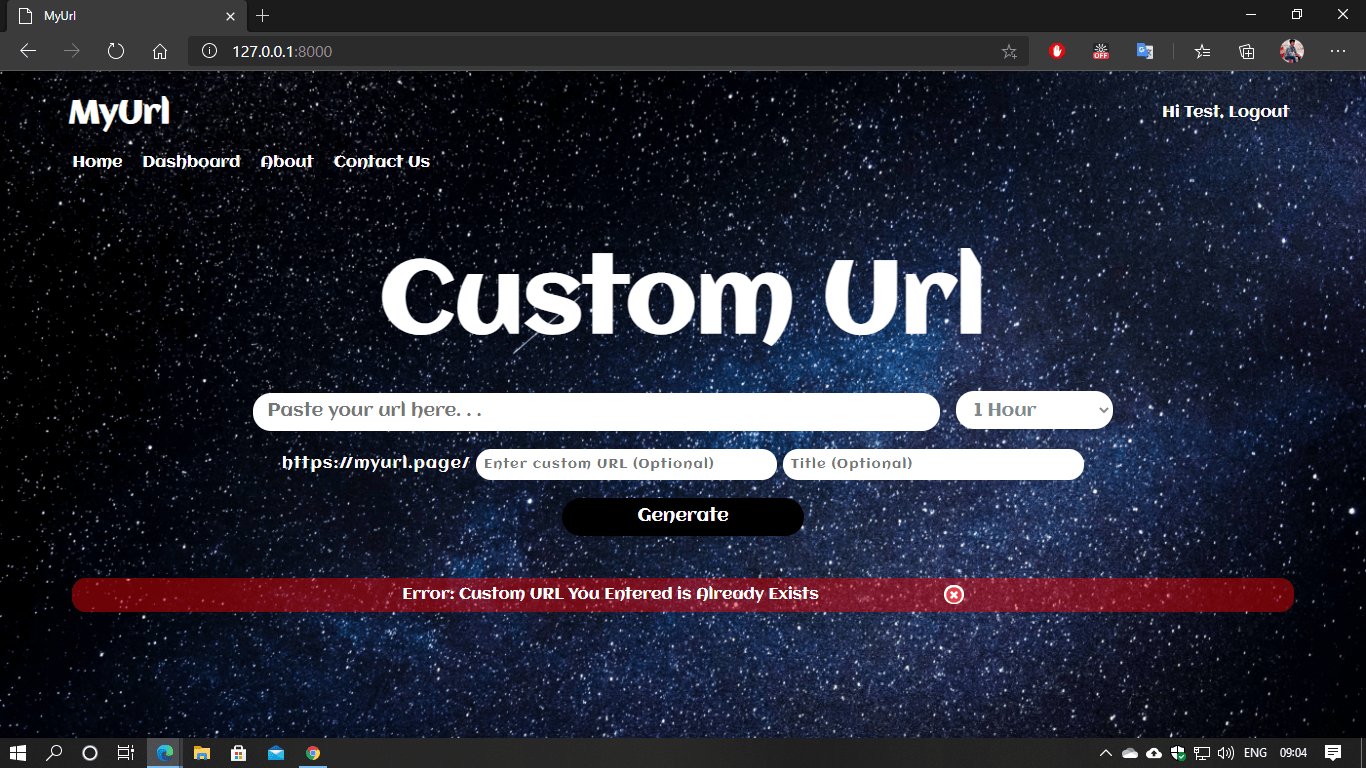 MyUrl
127.0.0.1:8000
OFF
MyUrl
Hi Test, Logout
Home Dashboard About Contact Us
Custom Url
Paste your url here. . .
1 Hour
https://myurl.page/ Enter custom URL (Optional) Title (Optional)
Generate
Error: Custom URL You Entered is Already Exists
ENG 09:04